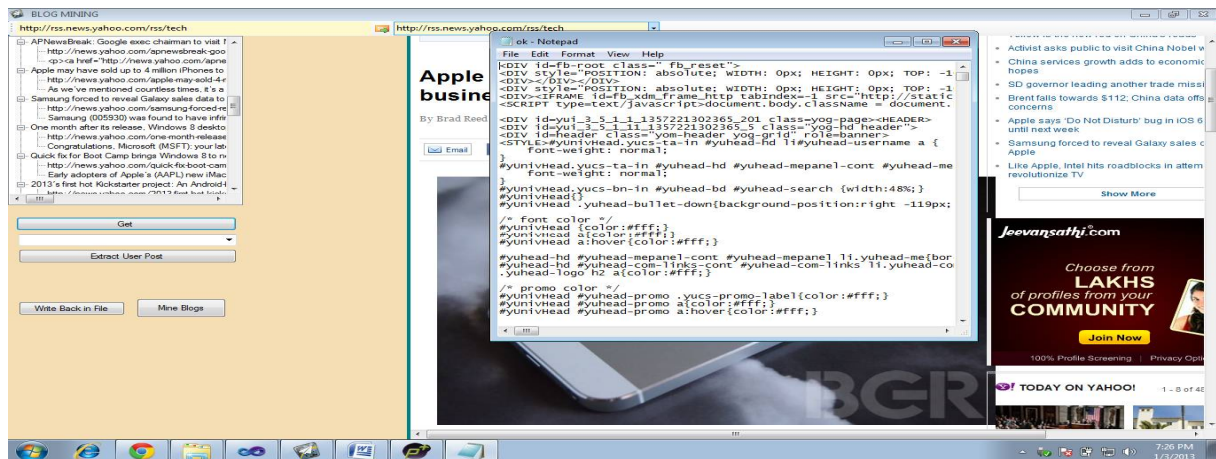 BLOG MINING
http://rss.news.yahoo.com/rss/tech
http://rss.news.yahoo.com/rss/tech
APNewsBreak: Google exec chairman to visit
http://news.yahoo.com/apnewsbreak-goo
<p><a href="http://news.yahoo.com/apne
Apple may have sold up to 4 million iPhones to
http://news.yahoo.com/apple-may-sold-4-
As we've mentioned countless times, it's a
Samsung forced to reveal Galaxy sales data to
http://news.yahoo.com/samsung-forced-re
Samsung (005930) was found to have infri
One month after its release, Windows 8 deskto
http://news.yahoo.com/one-month-release
Congratulations, Microsoft (MSFT): your lat
Quick fix for Boot Camp brings Windows 8 to n
http://news.yahoo.com/quick-fix-boot-cam
Early adopters of Apple's (AAPL) new iMac
2013's first hot Kickstarter project: An Android-
Get
Extract User Post
Write Back in File
Mine Blogs
Apple
busine
By Brad Reed
Email
ok - Notepad
File Edit Format View Help
<DIV id=fb-root class=" fb_reset">
<DIV style="POSITION: absolute; WIDTH: 0px; HEIGHT: 0px; TOP: -1
<DIV></DIV></DIV>
<DIV style="POSITION: absolute; WIDTH: 0px; HEIGHT: 0px; TOP: -1
<DIV><IFRAME id=fb_xdm_frame_http tabIndex=-1 src="http://static
<SCRIPT type=text/javascript>document.body.className = document.
<DIV id=yui_3_5_1_1_1357221302365_201 class=yog-page><HEADER>
<DIV id=yui_3_5_1_11_1357221302365_5 class="yog-hd header">
<DIV id=header class="yom-header yog-grid" role=banner>
<STYLE>#yUnivHead.yucs-ta-in #yuhead-hd li#yuhead-username a {
font-weight: normal;
}
#yUnivHead.yucs-ta-in #yuhead-hd #yuhead-mepanel-cont #yuhead-me
font-weight: normal;
}
#yUnivHead.yucs-bn-in #yuhead-bd #yuhead-search {width:48%;}
#yUnivHead{}
#yUnivHead .yuhead-bullet-down{background-position:right -119px;
/* font color */
#yUnivHead {color:#fff;}
#yUnivHead a{color:#fff;}
#yUnivHead a:hover{color:#fff;}
#yuhead-hd #yuhead-mepanel-cont #yuhead-mepanel li.yuhead-me{bor
#yuhead-hd #yuhead-com-links-cont #yuhead-com-links li.yuhead-co
.yuhead-logo h2 a{color:#fff;}
/* promo color */
#yUnivHead #yuhead-promo .yucs-promo-label{color:#fff;}
#yUnivHead #yuhead-promo a{color:#fff;}
#yUnivHead #yuhead-promo a:hover{color:#fff;}
BGR
Activist asks public to visit China Nobel w
China services growth adds to economic
hopes
SD governor leading another trade missi
Brent falls towards $112; China data offs
concerns
Apple says 'Do Not Disturb' bug in iOS 6
until next week
Samsung forced to reveal Galaxy sales
Apple
Like Apple, Intel hits roadblocks in attem
revolutionize TV
Show More
Jeevansathi.com
Choose from
LAKHS
of profiles from your
COMMUNITY
Join Now
100% Profile Screening | Privacy Opti
TODAY ON YAHOO!
1 - 8 of 48
7:26 PM
1/3/2013